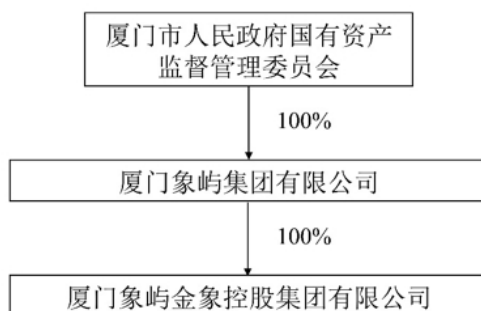 厦门市人民政府国有资产
监督管理委员会
100%
厦门象屿集团有限公司
100%
厦门象屿金象控股集团有限公司